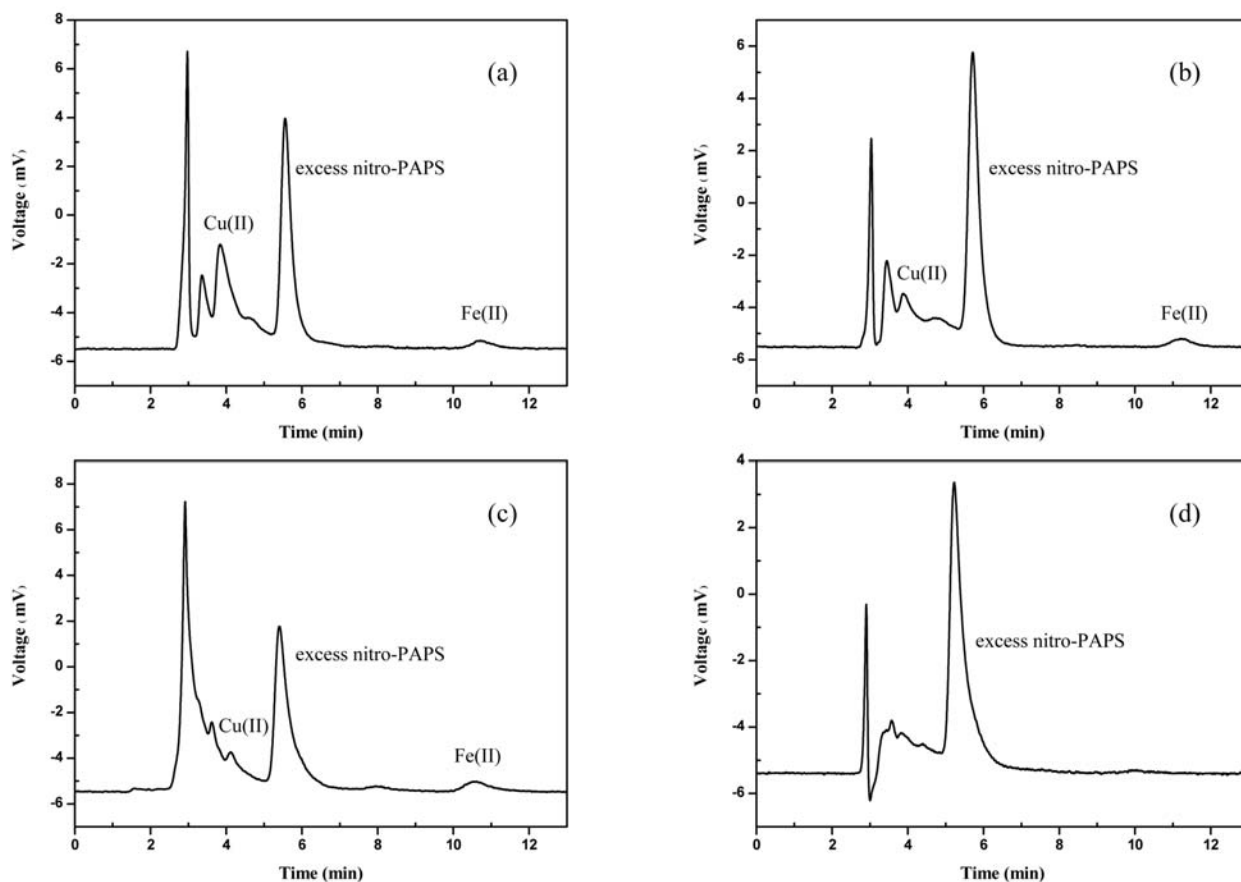 (a)
Voltage ( mV)
8
6
4
2
0
-2
-4
-6
Cu(II)
excess nitro-PAPS
Fe(II)
0 2 4 6 8 10 12
Time (min)
(b)
Voltage ( mV)
6
4
2
0
-2
-4
-6
Cu(II)
excess nitro-PAPS
Fe(II)
0 2 4 6 8 10 12
Time (min)
(c)
Voltage ( mV)
8
6
4
2
0
-2
-4
-6
Cu(II)
excess nitro-PAPS
Fe(II)
0 2 4 6 8 10 12
Time (min)
(d)
Voltage ( mV)
4
2
0
-2
-4
-6
excess nitro-PAPS
0 2 4 6 8 10 12
Time (min)